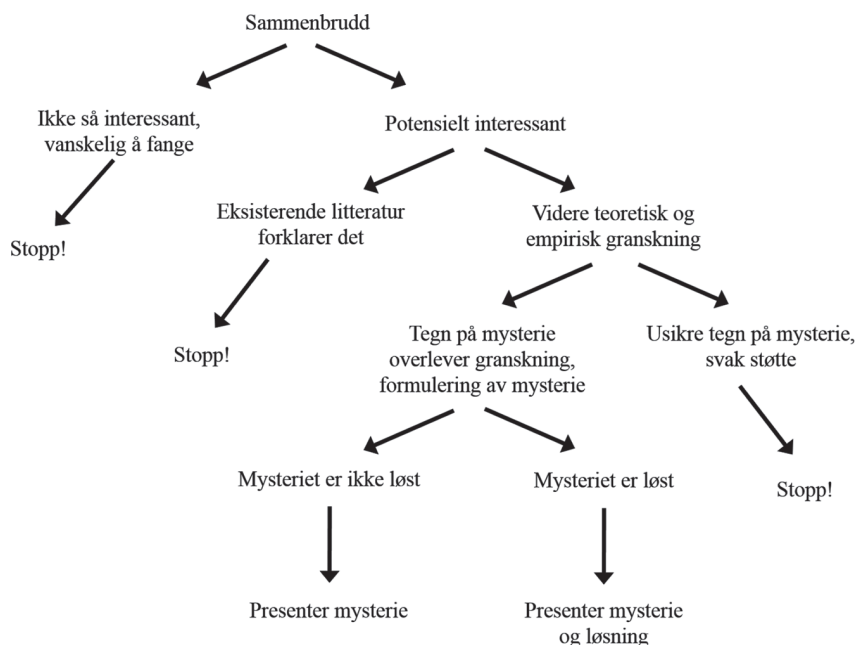 Sammenbrudd
Ikke så interessant,
vanskelig å fange
Potensielt interessant
Stopp!
Eksisterende litteratur
forklarer det
Videre teoretisk og
empirisk granskning
Stopp!
Tegn på mysterie
overlever granskning,
formulering av mysterie
Usikre tegn på mysterie,
svak støtte
Mysteriet er ikke løst
Mysteriet er løst
Stopp!
Presenter mysterie
Presenter mysterie
og løsning